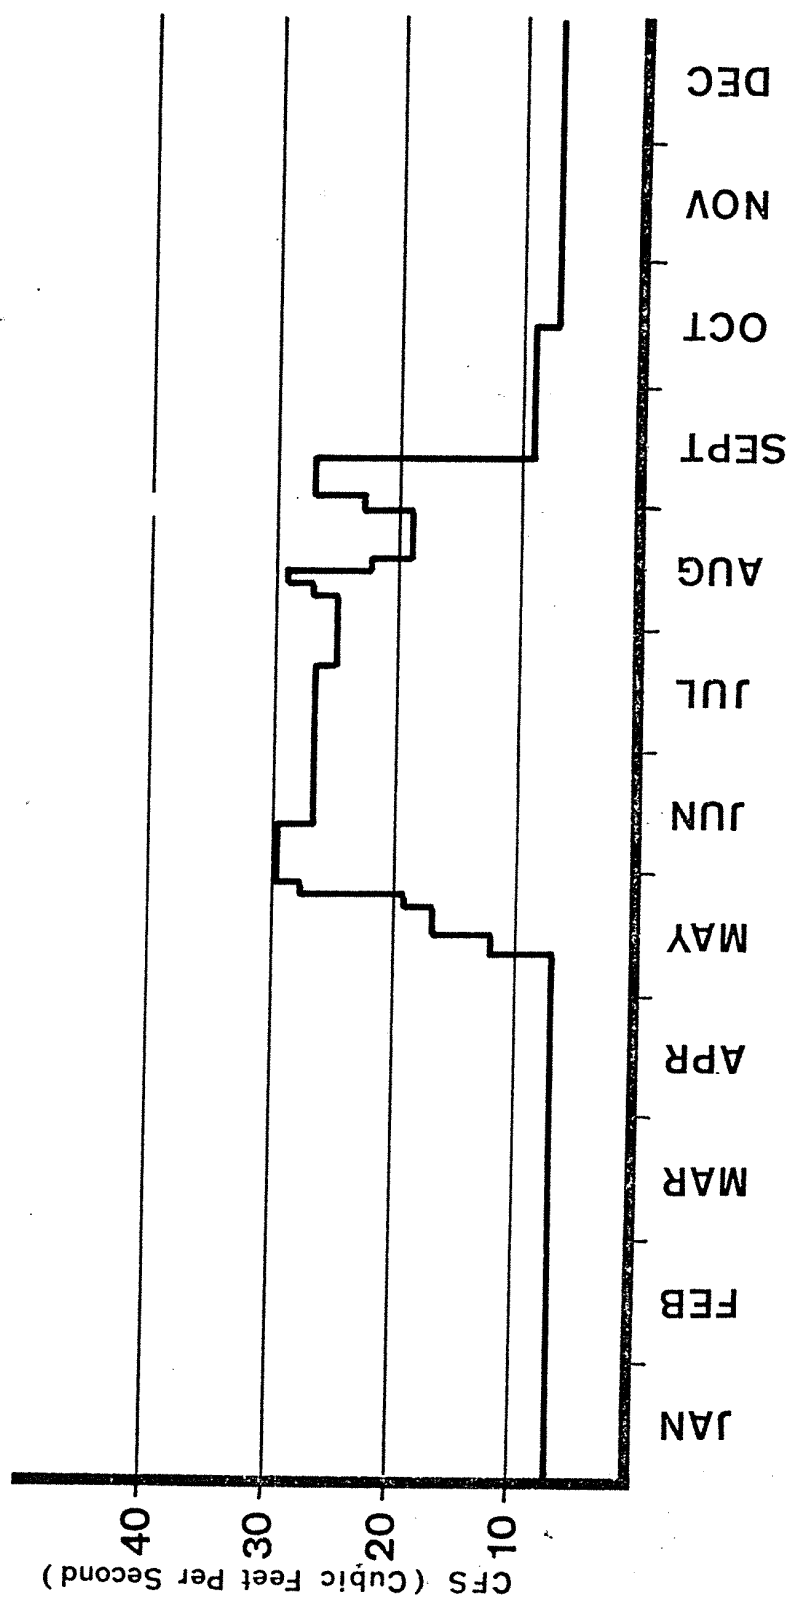 CFS (Cubic Feet Per Second)
40
30
20
10
JAN
FEB
MAR
APR
MAY
JUN
JUL
AUG
SEPT
OCT
NOV
DEC